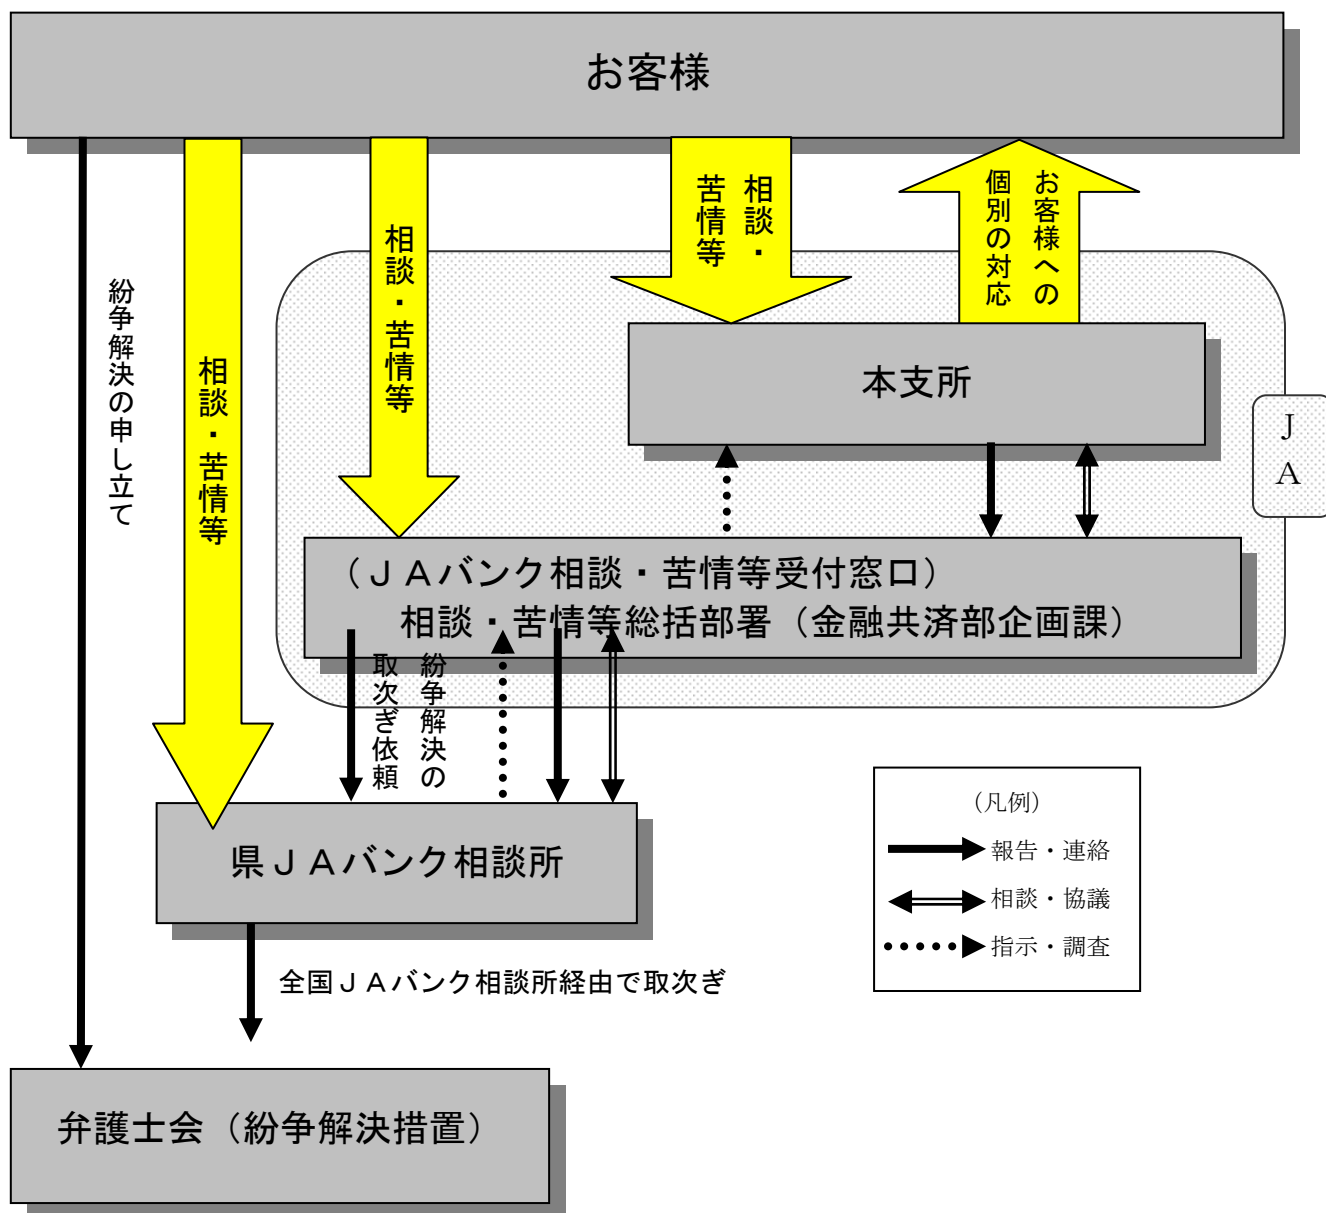 お客様
紛争解決の申し立て
相談・苦情等
相談・苦情等
相談・
苦情等
お客様への
個別の対応
本支所
ＪＡ
（ＪＡバンク相談・苦情等受付窓口）
相談・苦情等総括部署（金融共済部企画課）
紛争解決の
取次ぎ依頼
県ＪＡバンク相談所
（凡例）
報告・連絡
相談・協議
指示・調査
全国ＪＡバンク相談所経由で取次ぎ
弁護士会（紛争解決措置）